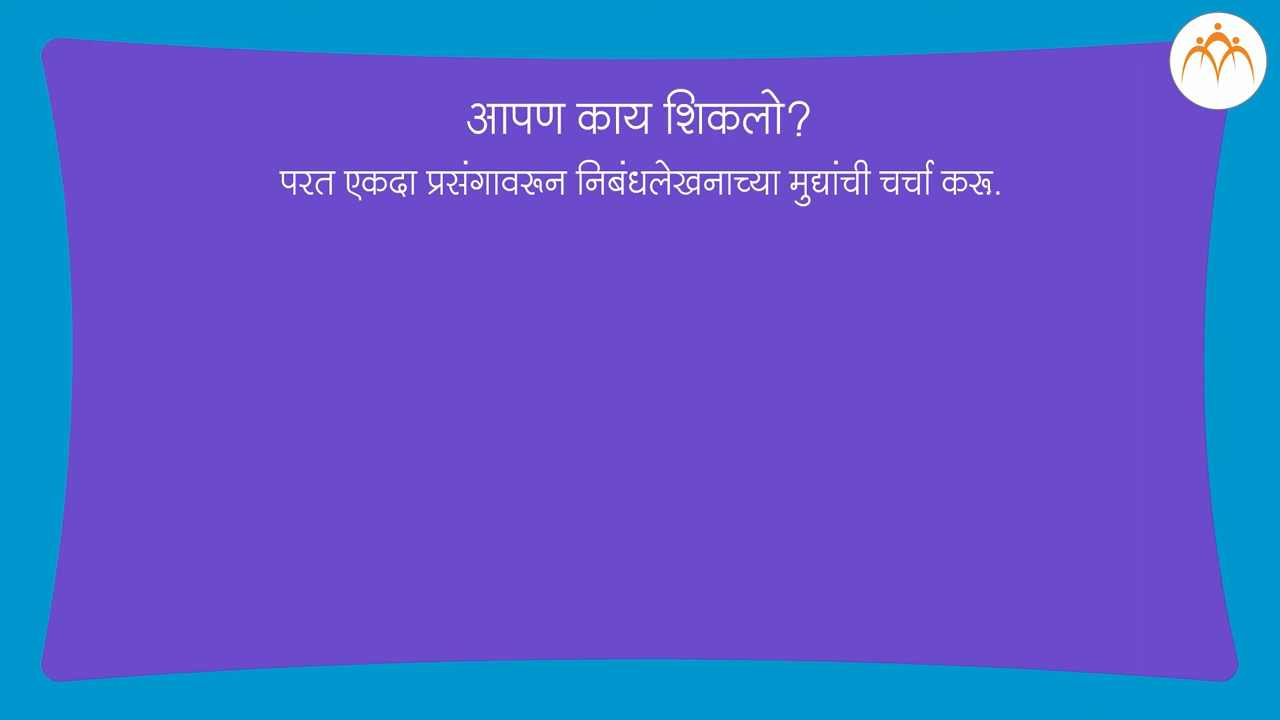 आपण काय शिकलो?
परत एकदा प्रसंगावरून निबंधलेखनाच्या मुद्यांची चर्चा करू.